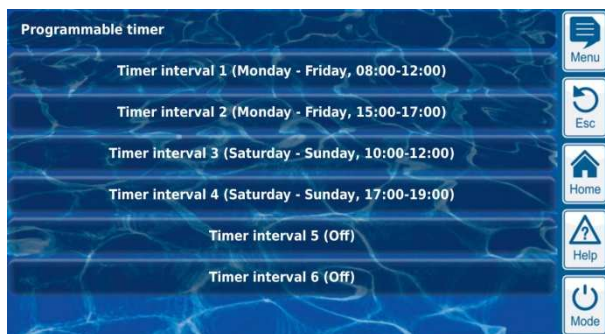 Programmable timer
Timer interval 1 (Monday - Friday, 08:00-12:00)
Timer interval 2 (Monday - Friday, 15:00-17:00)
Timer interval 3 (Saturday - Sunday, 10:00-12:00)
Timer interval 4 (Saturday - Sunday, 17:00-19:00)
Timer interval 5 (Off)
Timer interval 6 (Off)
Menu
Esc
Home
?
Help
Mode